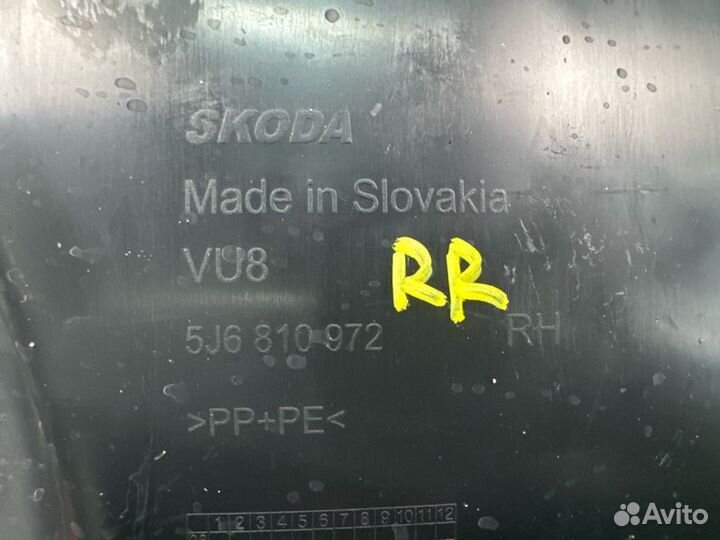 SKODA
Made in Slovakia
VU8
RR
5J6 810 972 RH
>PP+PE<
1 2 3 4 5 6 7 8 9 10 11 12
Avito